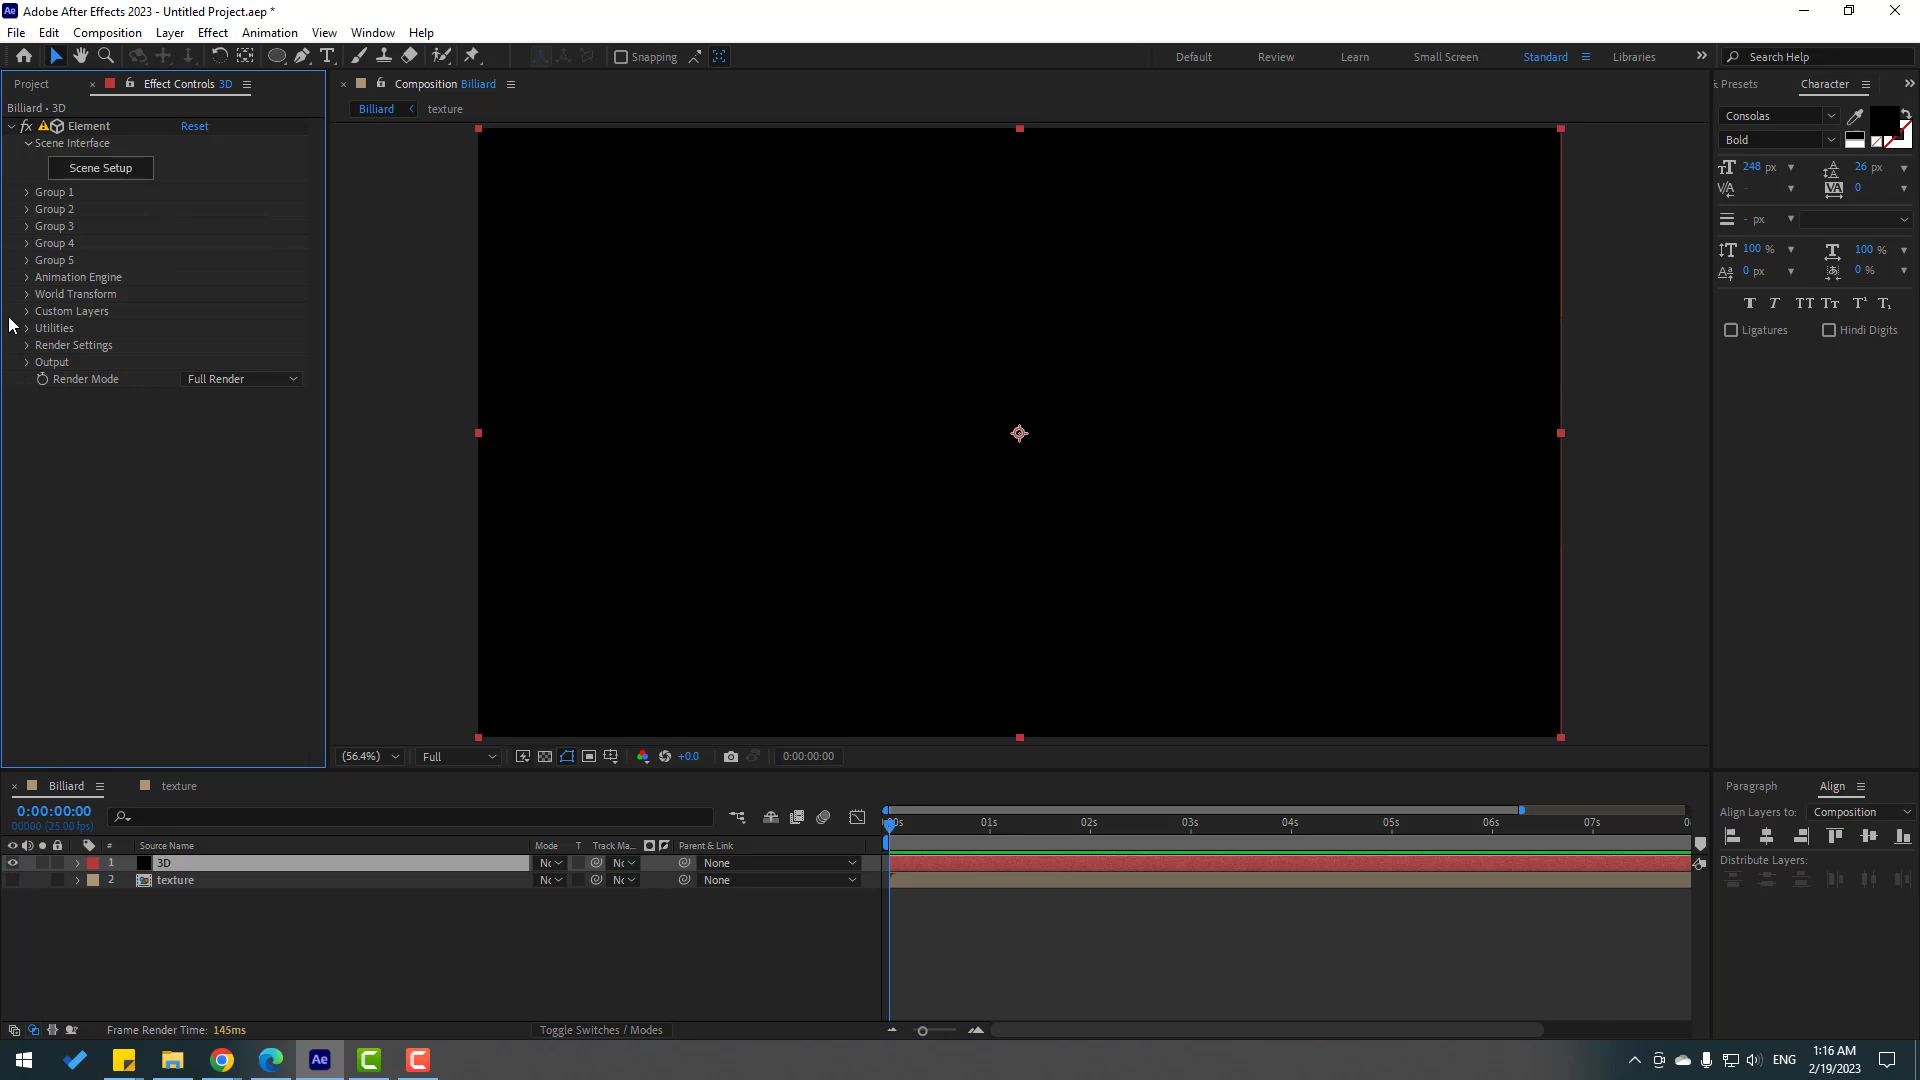 Adobe After Effects 2023 - Untitled Project.aep *
File Edit Composition Layer Effect Animation View Window Help
Snapping
Default Review Learn Small Screen Standard Libraries Search Help
Project Effect Controls 3D
Composition Billiard
Presets Character
Billiard • 3D
Billiard texture
Element Reset
Scene Interface
Scene Setup
Group 1
Group 2
Group 3
Group 4
Group 5
Animation Engine
World Transform
Custom Layers
Utilities
Render Settings
Output
Render Mode Full Render
Consolas
Bold
248 px 26 px
0
- px
100 % 100 %
0 px 0 %
Ligatures Hindi Digits
(56.4%) Full +0.0 0:00:00:00
Billiard texture
0:00:00:00
00000 (25.00 fps)
01s 02s 03s 04s 05s 06s 07s
# Source Name Mode T Track Ma... Parent & Link
1 3D None
2 texture None
Paragraph Align
Align Layers to: Composition
Distribute Layers:
Frame Render Time: 145ms
Toggle Switches / Modes
ENG
1:16 AM
2/19/2023